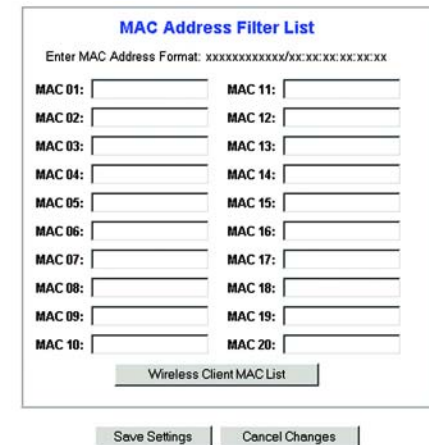 MAC Address Filter List
Enter MAC Address Format: xxxxxxxxxxxx/xx:xx:xx:xx:xx:xx
MAC 01: MAC 11:
MAC 02: MAC 12:
MAC 03: MAC 13:
MAC 04: MAC 14:
MAC 05: MAC 15:
MAC 06: MAC 16:
MAC 07: MAC 17:
MAC 08: MAC 18:
MAC 09: MAC 19:
MAC 10: MAC 20:
Wireless Client MAC List
Save Settings Cancel Changes